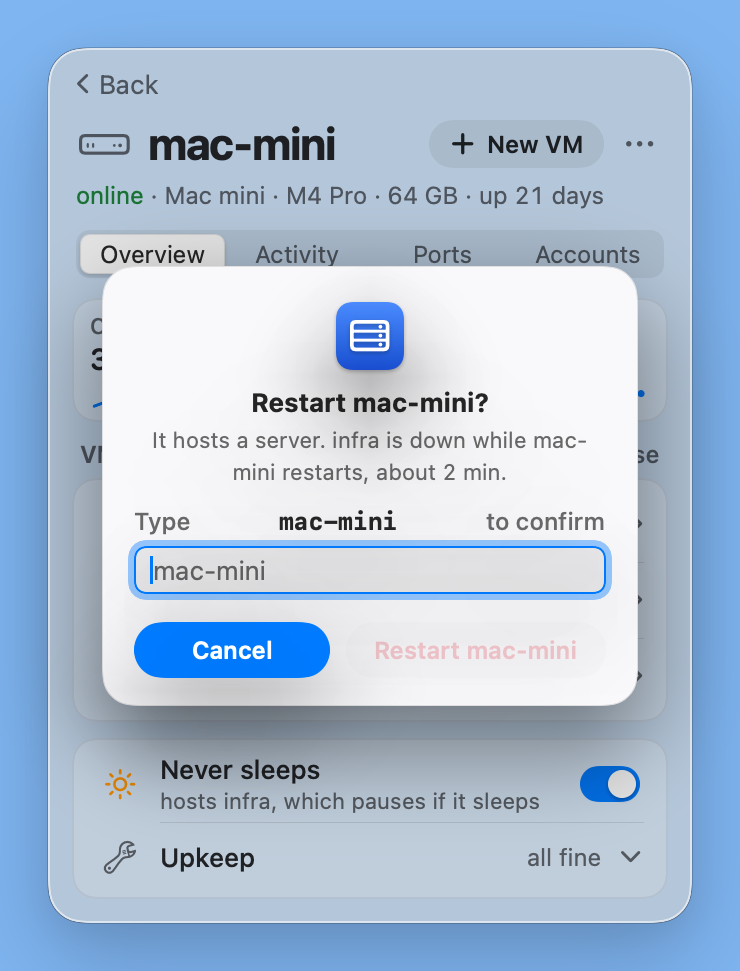 Back
mac-mini
New VM
online · Mac mini · M4 Pro · 64 GB · up 21 days
Overview Activity Ports Accounts
Restart mac-mini?
It hosts a server. infra is down while mac-
mini restarts, about 2 min.
Type mac-mini to confirm
mac-mini
Cancel Restart mac-mini
Never sleeps
hosts infra, which pauses if it sleeps
Upkeep all fine